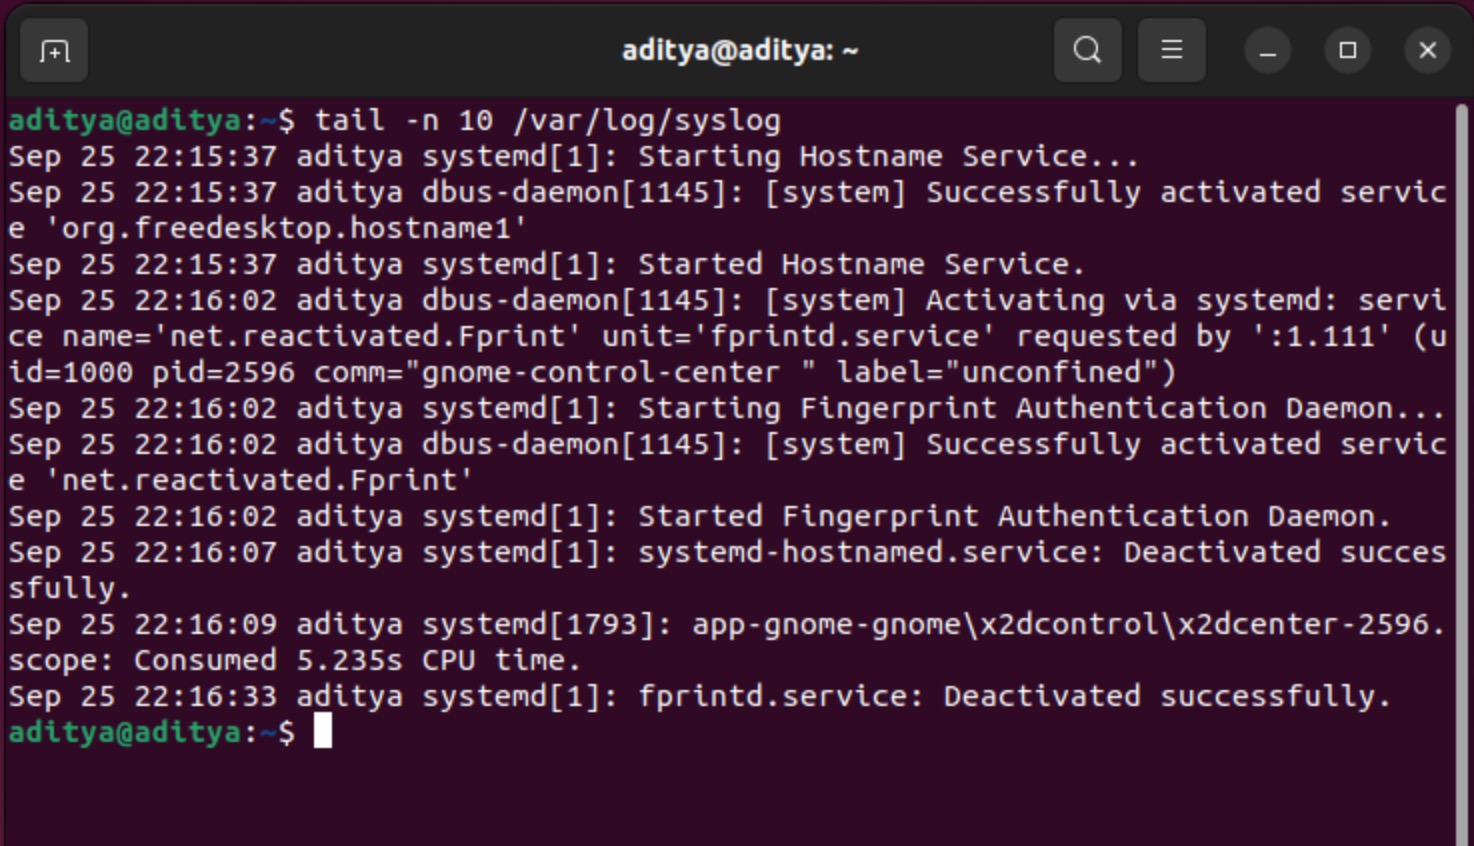 aditya@aditya: ~
aditya@aditya:~$ tail -n 10 /var/log/syslog
Sep 25 22:15:37 aditya systemd[1]: Starting Hostname Service...
Sep 25 22:15:37 aditya dbus-daemon[1145]: [system] Successfully activated servic
e 'org.freedesktop.hostname1'
Sep 25 22:15:37 aditya systemd[1]: Started Hostname Service.
Sep 25 22:16:02 aditya dbus-daemon[1145]: [system] Activating via systemd: servi
ce name='net.reactivated.Fprint' unit='fprintd.service' requested by ':1.111' (u
id=1000 pid=2596 comm="gnome-control-center " label="unconfined")
Sep 25 22:16:02 aditya systemd[1]: Starting Fingerprint Authentication Daemon...
Sep 25 22:16:02 aditya dbus-daemon[1145]: [system] Successfully activated servic
e 'net.reactivated.Fprint'
Sep 25 22:16:02 aditya systemd[1]: Started Fingerprint Authentication Daemon.
Sep 25 22:16:07 aditya systemd[1]: systemd-hostnamed.service: Deactivated succes
sfully.
Sep 25 22:16:09 aditya systemd[1793]: app-gnome-gnome\x2dcontrol\x2dcenter-2596.
scope: Consumed 5.235s CPU time.
Sep 25 22:16:33 aditya systemd[1]: fprintd.service: Deactivated successfully.
aditya@aditya:~$